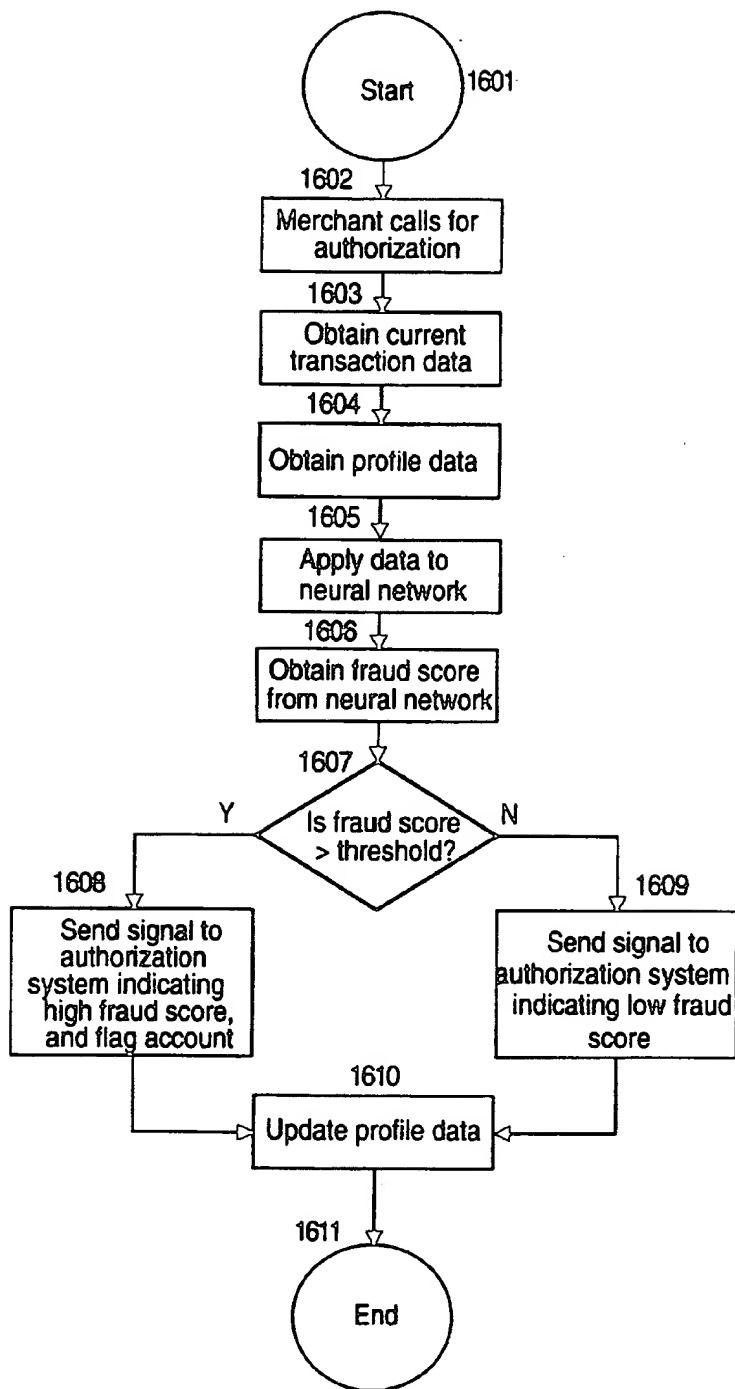 Start
1601
1602
Merchant calls for
authorization
1603
Obtain current
transaction data
1604
Obtain profile data
1605
Apply data to
neural network
1606
Obtain fraud score
from neural network
1607
Y
Is fraud score
> threshold?
N
1608
Send signal to
authorization
system indicating
high fraud score,
and flag account
1609
Send signal to
authorization system
indicating low fraud
score
1610
Update profile data
1611
End